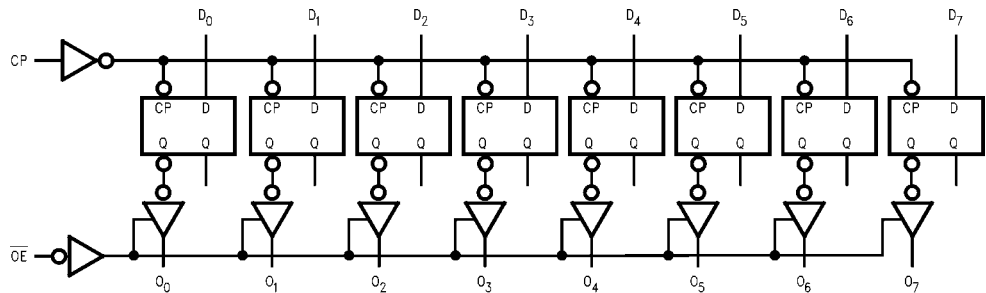 D0 D1 D2 D3 D4 D5 D6 D7
CP
CP D CP D CP D CP D CP D CP D CP D CP D
Q Q Q Q Q Q Q Q Q Q Q Q Q Q Q Q
O̅E̅
O0 O1 O2 O3 O4 O5 O6 O7